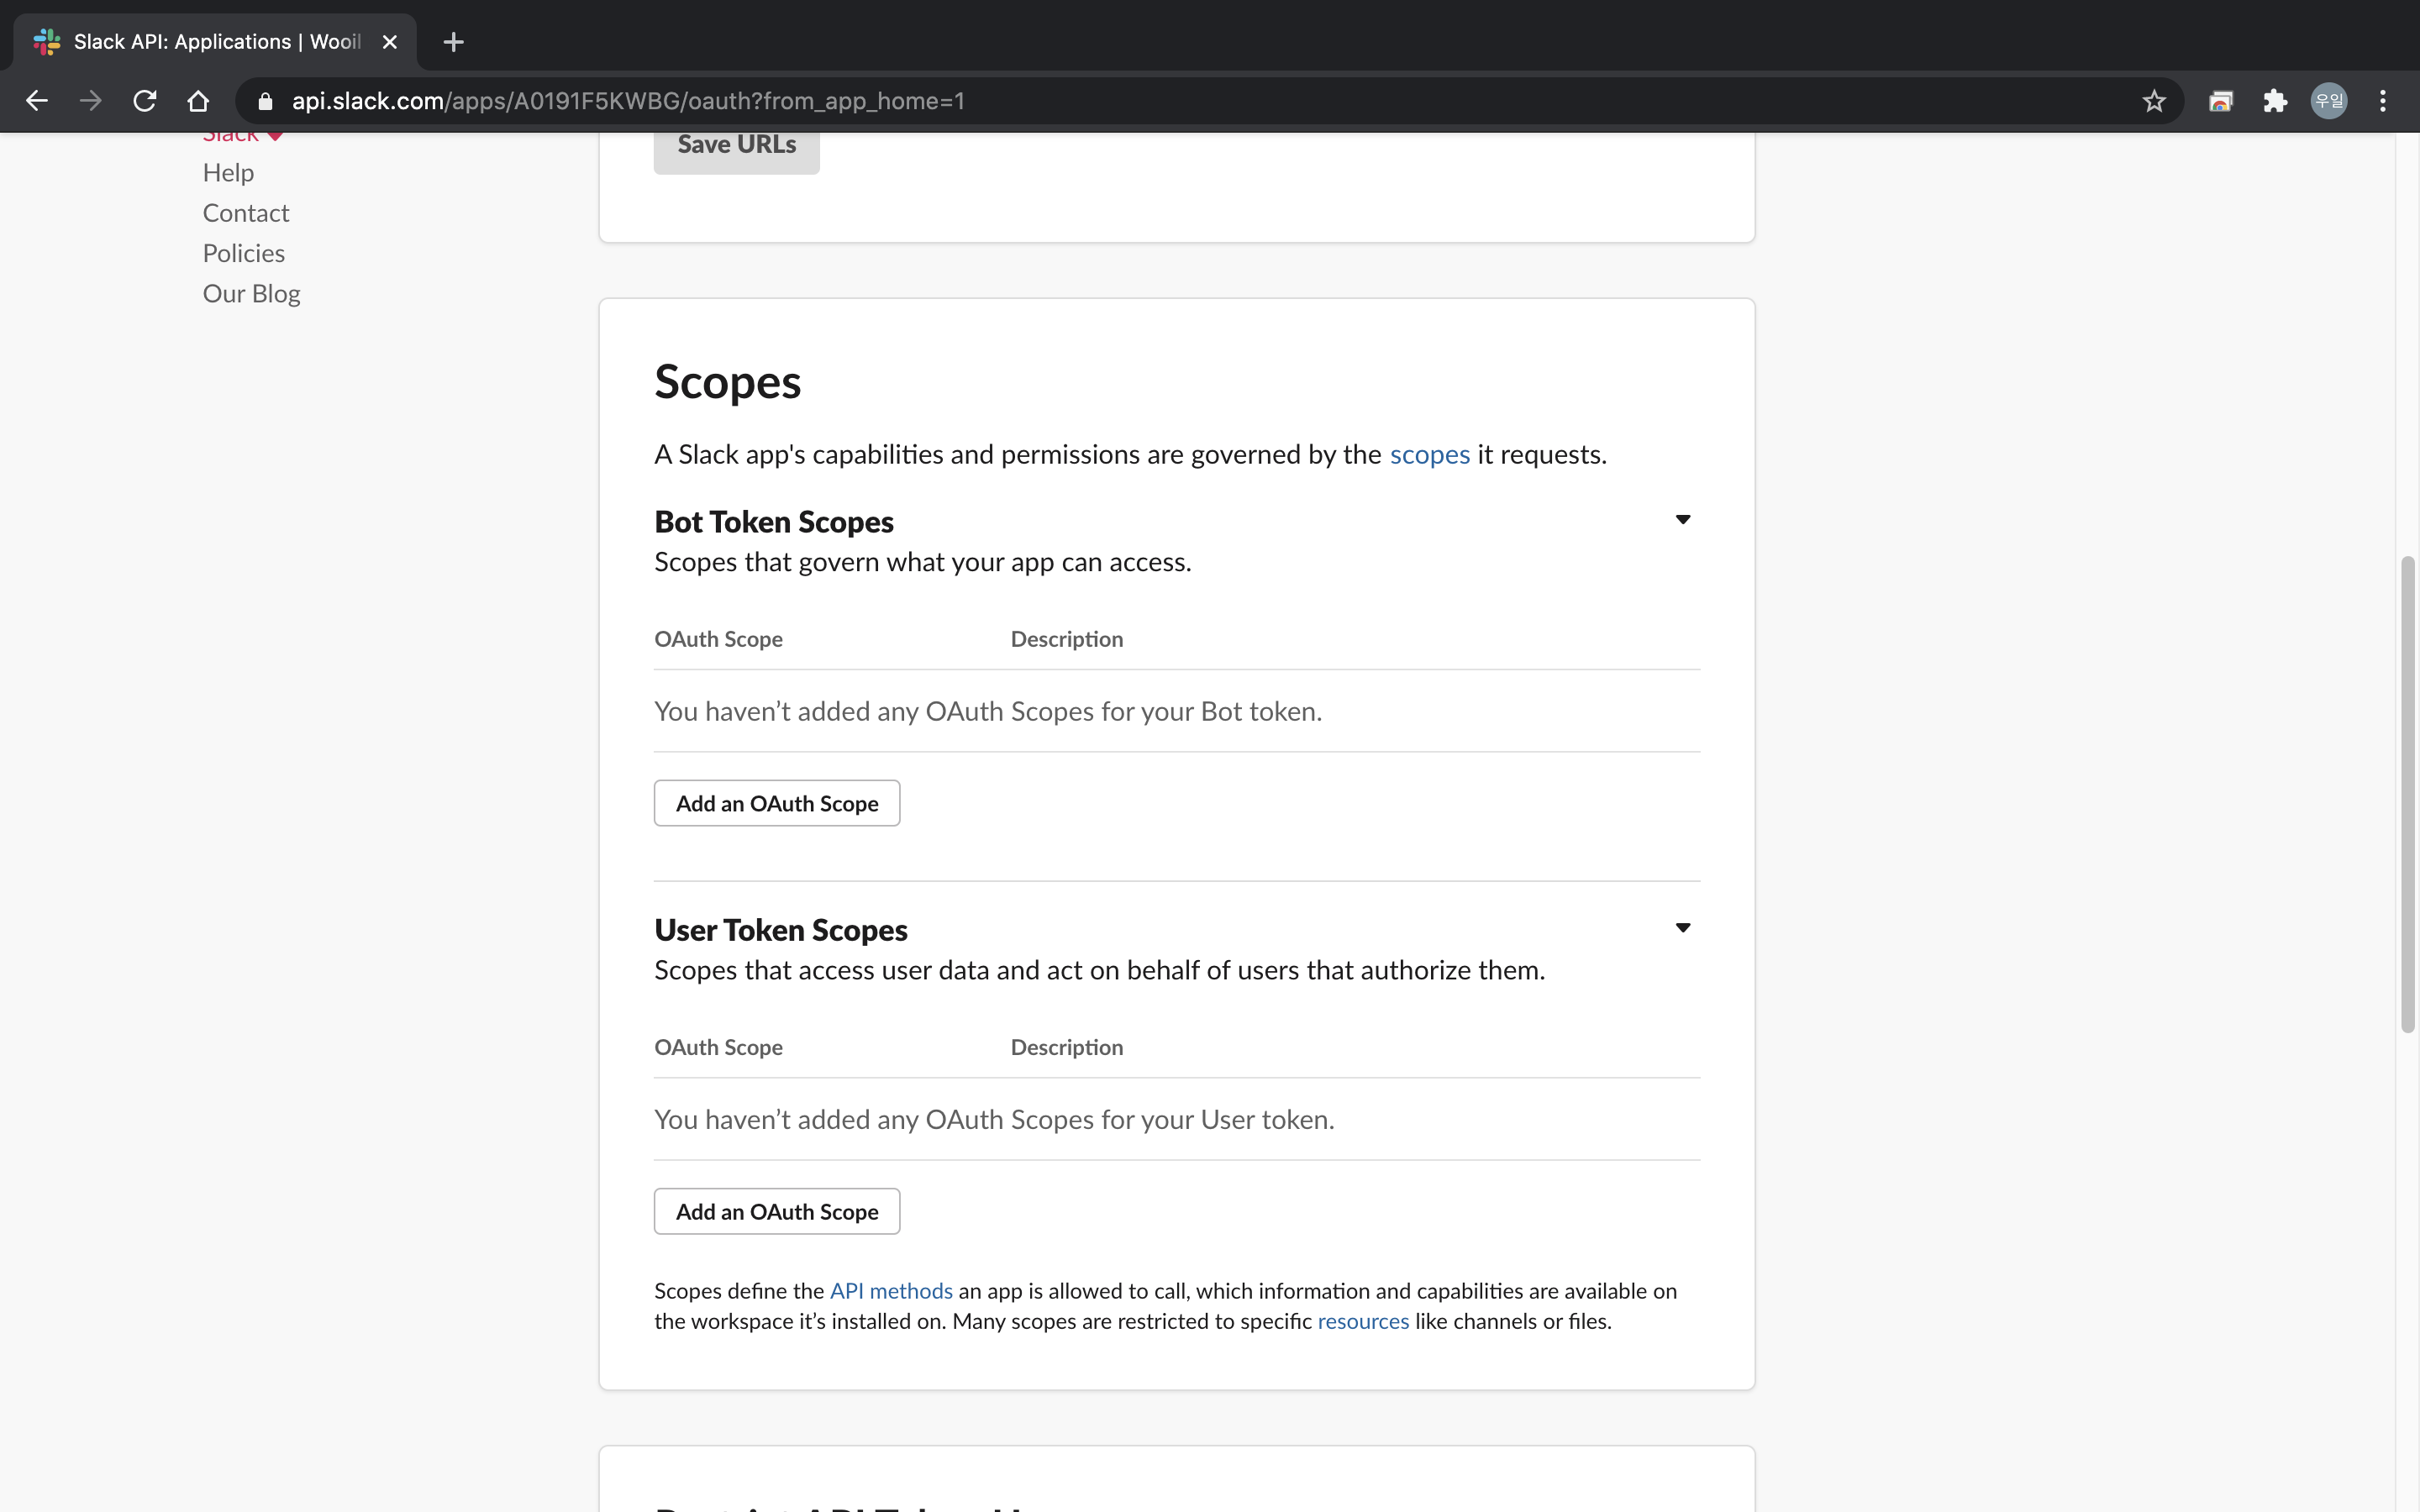 Slack API: Applications | Wooil
api.slack.com/apps/A0191F5KWBG/oauth?from_app_home=1
우일
Slack
Help
Contact
Policies
Our Blog
Save URLs
Scopes
A Slack app's capabilities and permissions are governed by the scopes it requests.
Bot Token Scopes
Scopes that govern what your app can access.
OAuth Scope Description
You haven’t added any OAuth Scopes for your Bot token.
Add an OAuth Scope
User Token Scopes
Scopes that access user data and act on behalf of users that authorize them.
OAuth Scope Description
You haven’t added any OAuth Scopes for your User token.
Add an OAuth Scope
Scopes define the API methods an app is allowed to call, which information and capabilities are available on
the workspace it’s installed on. Many scopes are restricted to specific resources like channels or files.